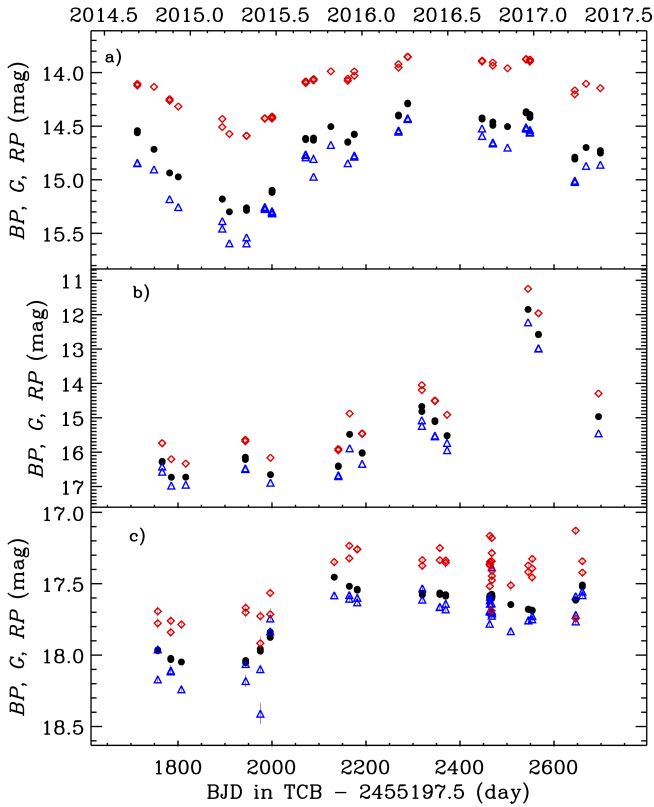 2014.5 2015.0 2015.5 2016.0 2016.5 2017.0 2017.5
a)
14.0
14.5
15.0
15.5
BP, G, RP (mag)
b)
11
12
13
14
15
16
17
BP, G, RP (mag)
c)
17.0
17.5
18.0
18.5
BP, G, RP (mag)
1800 2000 2200 2400 2600
BJD in TCB − 2455197.5 (day)